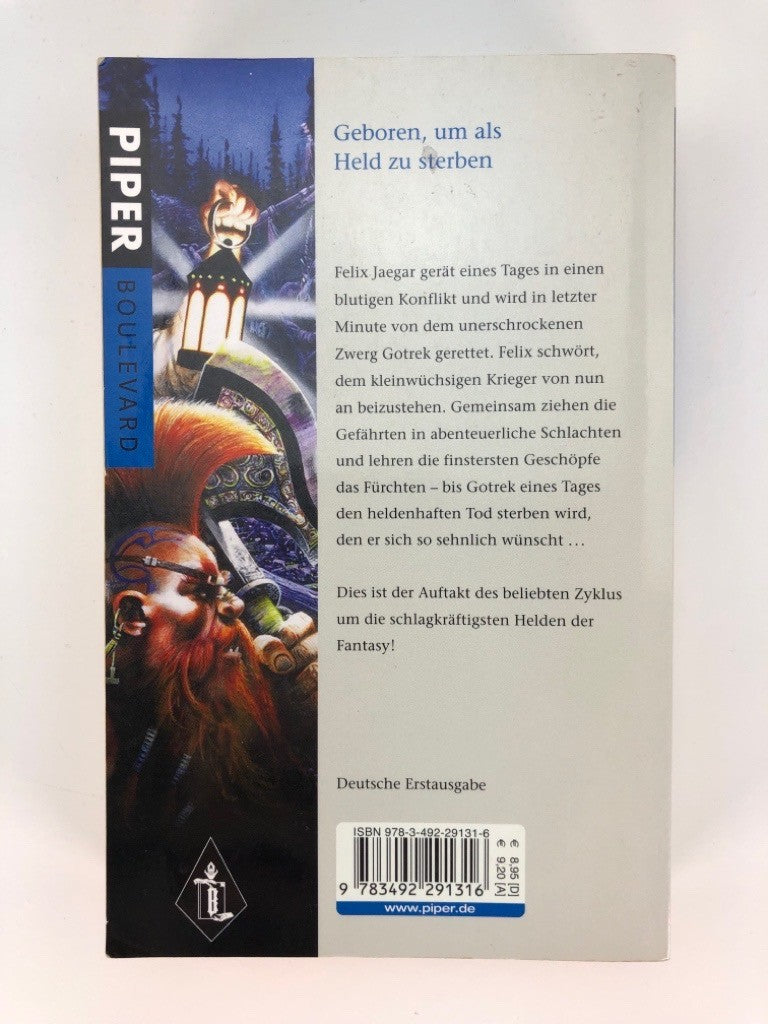 PIPER
BOULEVARD
Geboren, um als
Held zu sterben
Felix Jaegar gerät eines Tages in einen
blutigen Konflikt und wird in letzter
Minute von dem unerschrockenen
Zwerg Gotrek gerettet. Felix schwört,
dem kleinwüchsigen Krieger von nun
an beizustehen. Gemeinsam ziehen die
Gefährten in abenteuerliche Schlachten
und lehren die finstersten Geschöpfe
das Fürchten – bis Gotrek eines Tages
den heldenhaften Tod sterben wird,
den er sich so sehnlich wünscht ...
Dies ist der Auftakt des beliebten Zyklus
um die schlagkräftigsten Helden der
Fantasy!
Deutsche Erstausgabe
ISBN 978-3-492-29131-6
€ 8,95 [D]
€ 9,20 [A]
9 783492 291316
www.piper.de